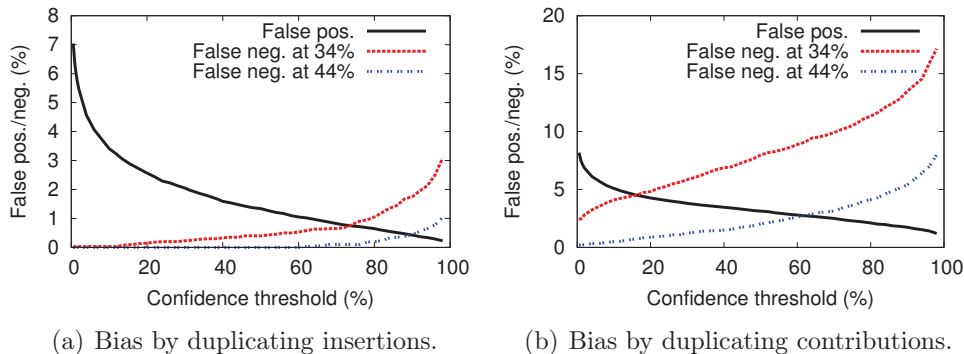 False pos./neg. (%)
8
7
6
5
4
3
2
1
0
False pos.
False neg. at 34%
False neg. at 44%
0 20 40 60 80 100
Confidence threshold (%)
(a) Bias by duplicating insertions.
False pos./neg. (%)
20
15
10
5
0
False pos.
False neg. at 34%
False neg. at 44%
0 20 40 60 80 100
Confidence threshold (%)
(b) Bias by duplicating contributions.